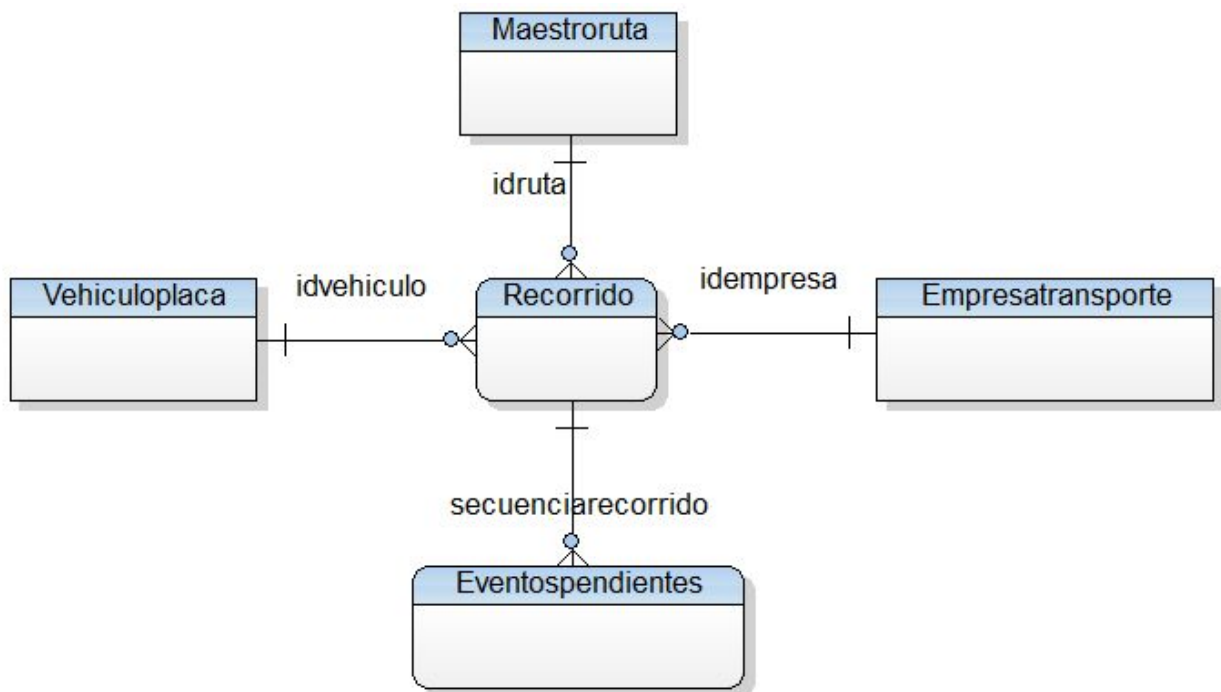 Maestroruta
idruta
Vehiculoplaca
idvehiculo
Recorrido
idempresa
Empresatransporte
secuenciarecorrido
Eventospendientes